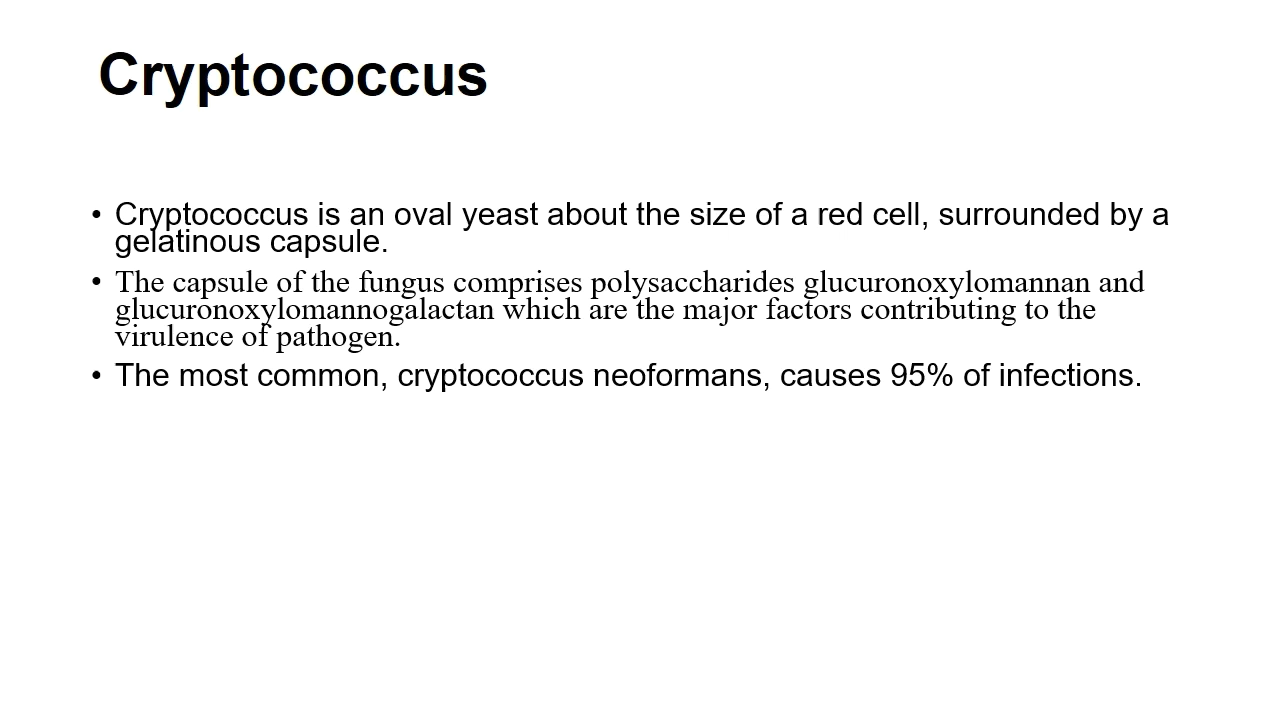 Cryptococcus
• Cryptococcus is an oval yeast about the size of a red cell, surrounded by a
gelatinous capsule.
• The capsule of the fungus comprises polysaccharides glucuronoxylomannan and
glucuronoxylomannogalactan which are the major factors contributing to the
virulence of pathogen.
• The most common, cryptococcus neoformans, causes 95% of infections.